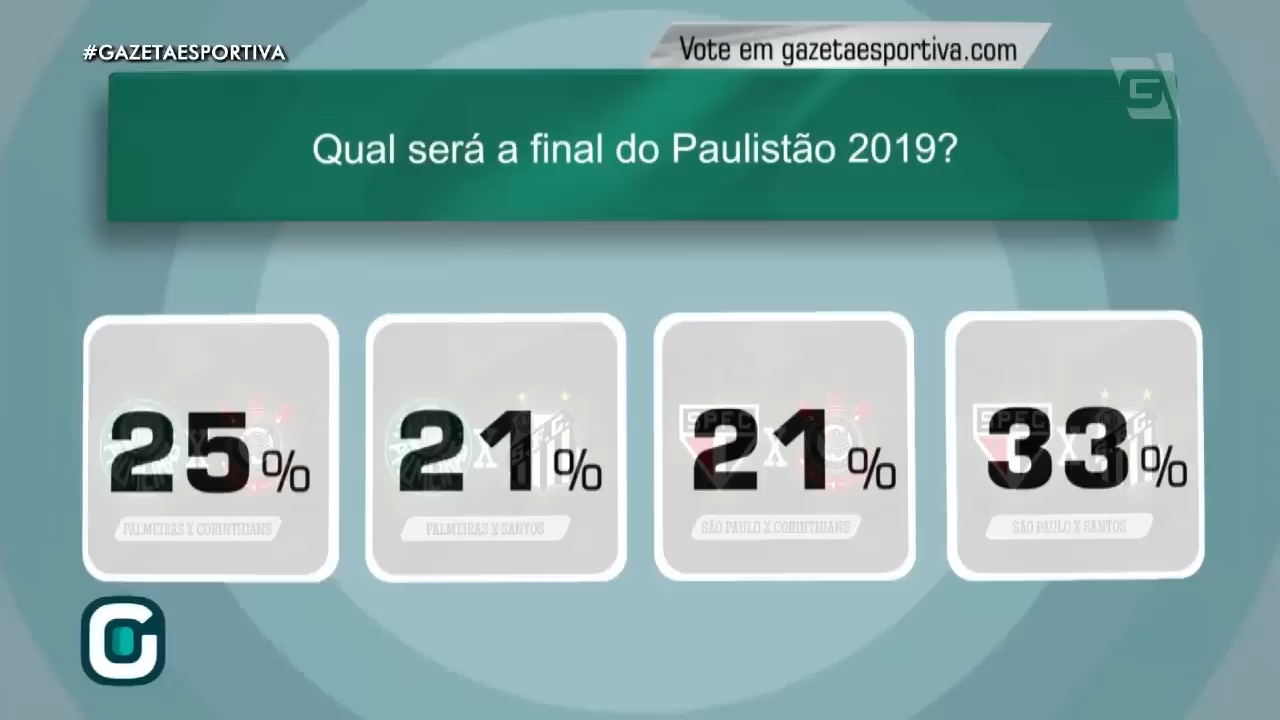 #GAZETAESPORTIVA
Vote em gazetaesportiva.com
Qual será a final do Paulistão 2019?
25%
21%
21%
33%
PALMEIRAS X CORINTHIANS
PALMEIRAS X SANTOS
SÃO PAULO X CORINTHIANS
SÃO PAULO X SANTOS